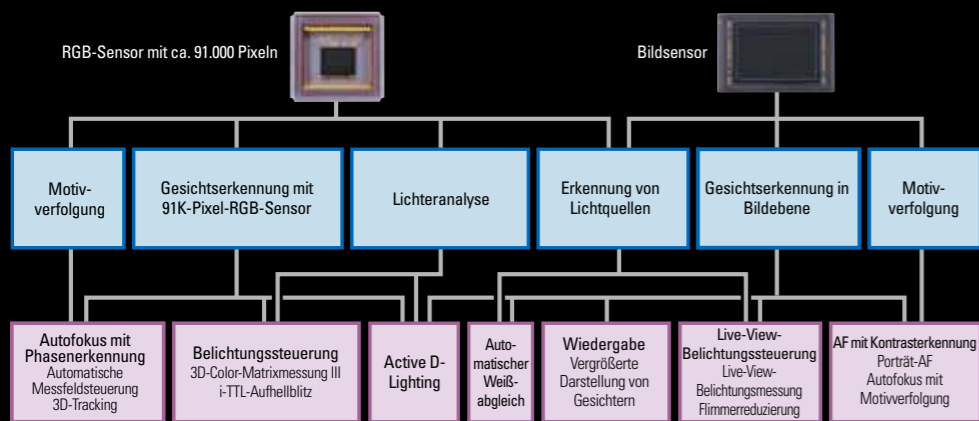 RGB-Sensor mit ca. 91.000 Pixeln
Bildsensor
Motiv-
verfolgung
Gesichtserkennung mit
91K-Pixel-RGB-Sensor
Lichteranalyse
Erkennung von
Lichtquellen
Gesichtserkennung in
Bildebene
Motiv-
verfolgung
Autofokus mit
Phasenerkennung
Automatische
Messfeldsteuerung
3D-Tracking
Belichtungssteuerung
3D-Color-Matrixmessung III
i-TTL-Aufhellblitz
Active D-
Lighting
Auto-
matischer
Weiß-
abgleich
Wiedergabe
Vergrößerte
Darstellung von
Gesichtern
Live-View-
Belichtungssteuerung
Live-View-
Belichtungsmessung
Flimmerreduzierung
AF mit Kontrasterkennung
Porträt-AF
Autofokus mit
Motivverfolgung